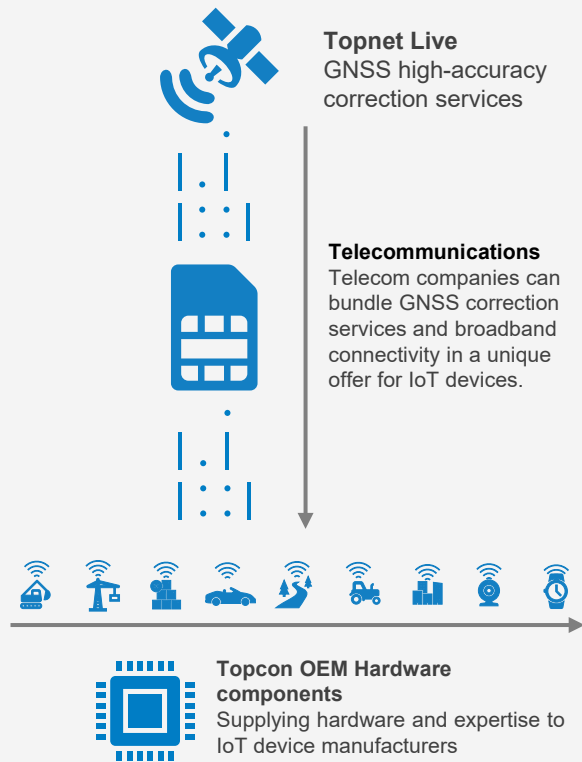 Topnet Live
GNSS high-accuracy
correction services
Telecommunications
Telecom companies can
bundle GNSS correction
services and broadband
connectivity in a unique
offer for IoT devices.
Topcon OEM Hardware
components
Supplying hardware and expertise to
IoT device manufacturers